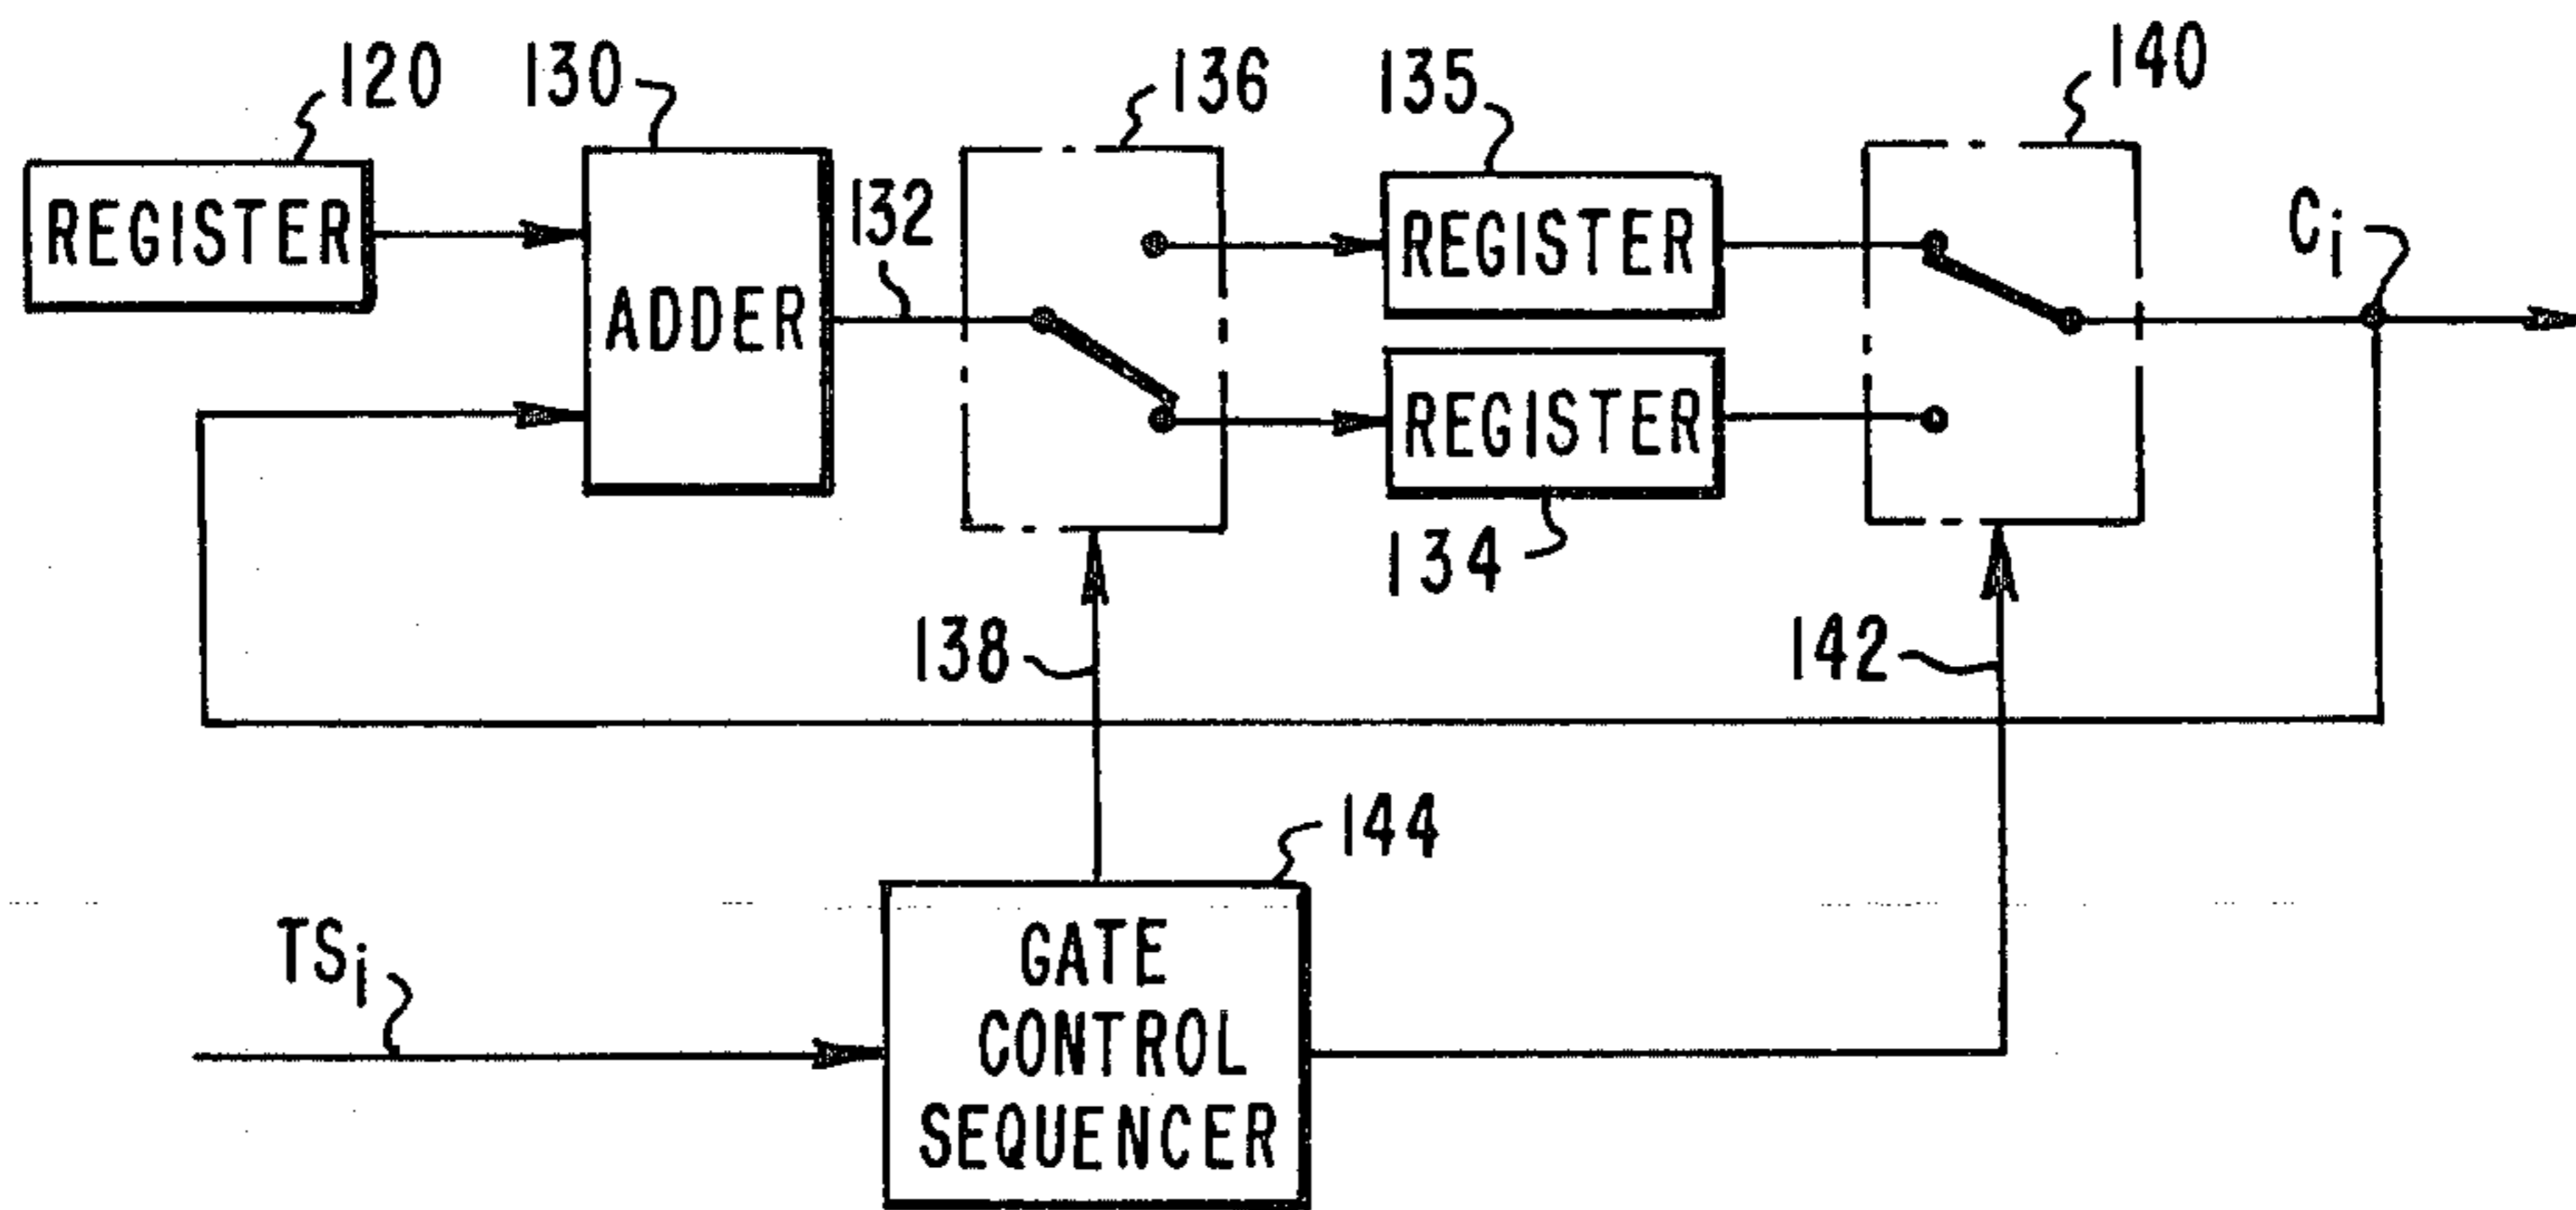 120
130
136
135
140
REGISTER
ADDER
132
REGISTER
Ci
REGISTER
134
138
142
144
TSi
GATE
CONTROL
SEQUENCER